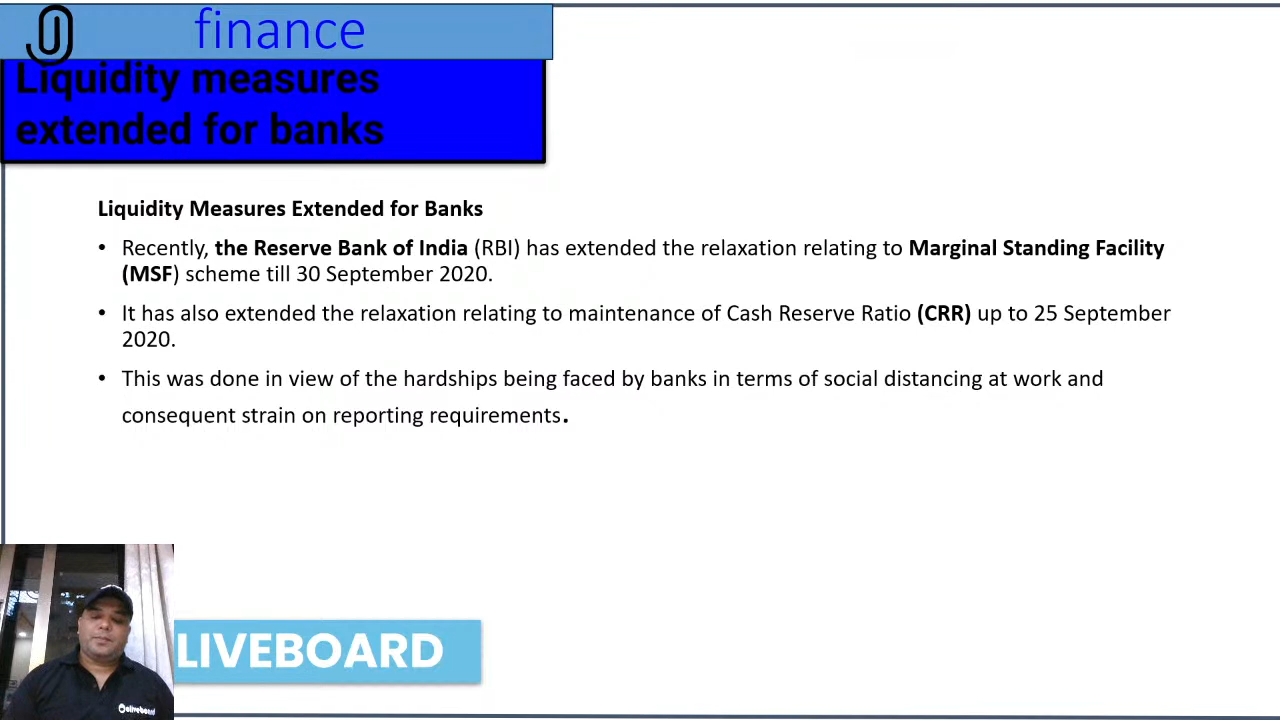 finance
Liquidity measures
extended for banks
Liquidity Measures Extended for Banks
• Recently, the Reserve Bank of India (RBI) has extended the relaxation relating to Marginal Standing Facility
(MSF) scheme till 30 September 2020.
• It has also extended the relaxation relating to maintenance of Cash Reserve Ratio (CRR) up to 25 September
2020.
• This was done in view of the hardships being faced by banks in terms of social distancing at work and
consequent strain on reporting requirements.
LIVEBOARD
oliveboard